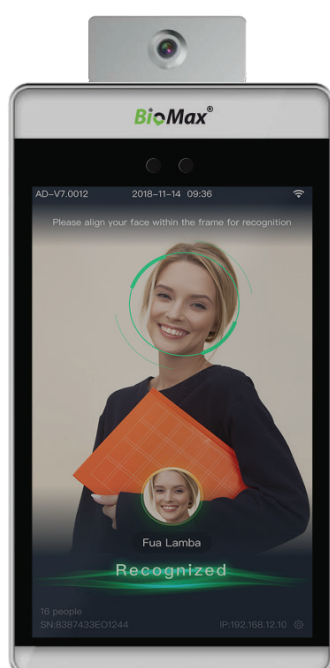 BioMax®
AD-V7.0012 2018-11-14 09:36
Please align your face within the frame for recognition
Fua Lamba
Recognized
16 people
SN:8387433EO1244 IP:192.168.12.10